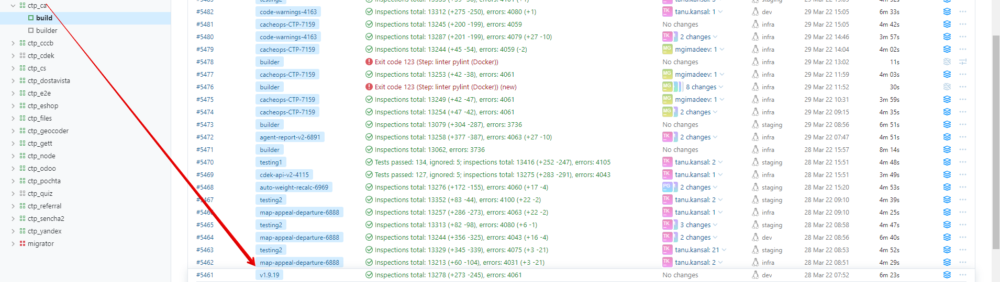 ctp_ca
build
builder
ctp_cccb
ctp_cdek
ctp_cs
ctp_dostavista
ctp_e2e
ctp_eshop
ctp_files
ctp_geocoder
ctp_gett
ctp_node
ctp_odoo
ctp_pochta
ctp_quiz
ctp_referral
ctp_sencha2
ctp_yandex
migrator
#5482 code-warnings-4163 Inspections total: 13312 (+275 -250), errors: 4080 (+1) TK tanu.kansal: 1 dev 29 Mar 22 15:05 6m 33s
#5481 cacheops-CTP-7159 Inspections total: 13245 (+200 -199), errors: 4059 No changes infra 29 Mar 22 15:05 4m 42s
#5480 code-warnings-4163 Inspections total: 13287 (+201 -199), errors: 4079 (+27 -10) TK 2 changes infra 29 Mar 22 14:46 3m 57s
#5479 cacheops-CTP-7159 Inspections total: 13244 (+45 -54), errors: 4059 (-2) MG mgimadeev: 1 infra 29 Mar 22 14:04 4m 02s
#5478 builder Exit code 123 (Step: linter pylint (Docker)) MG mgimadeev: 1 infra 29 Mar 22 13:02 11s
#5477 cacheops-CTP-7159 Inspections total: 13253 (+42 -38), errors: 4061 MG mgimadeev: 1 infra 29 Mar 22 11:59 4m 03s
#5476 builder Exit code 123 (Step: linter pylint (Docker)) (new) MG 8 changes infra 29 Mar 22 11:52 30s
#5475 cacheops-CTP-7159 Inspections total: 13249 (+42 -47), errors: 4061 MG mgimadeev: 1 infra 29 Mar 22 10:31 3m 59s
#5474 cacheops-CTP-7159 Inspections total: 13254 (+47 -42), errors: 4061 MG 2 changes infra 29 Mar 22 09:15 4m 35s
#5473 builder Inspections total: 13079 (+304 -287), errors: 3736 No changes staging 29 Mar 22 08:56 6m 51s
#5472 agent-report-v2-6891 Inspections total: 13258 (+377 -387), errors: 4063 (+27 -10) TK 2 changes infra 29 Mar 22 07:47 4m 51s
#5471 builder Inspections total: 13062, errors: 3736 No changes infra 28 Mar 22 15:57 8m 14s
#5470 testing1 Tests passed: 134, ignored: 5; inspections total: 13416 (+252 -247), errors: 4105 TK tanu.kansal: 2 staging 28 Mar 22 15:51 4m 48s
#5469 cdek-api-v2-4115 Tests passed: 127, ignored: 5; inspections total: 13275 (+283 -291), errors: 4043 TK tanu.kansal: 1 infra 28 Mar 22 15:51 3m 49s
#5468 auto-weight-recalc-6969 Inspections total: 13276 (+172 -155), errors: 4060 (+17 -4) PG 2 changes staging 28 Mar 22 15:20 4m 53s
#5467 testing2 Inspections total: 13352 (+83 -44), errors: 4100 (+22 -2) TK tanu.kansal: 2 staging 28 Mar 22 09:10 4m 39s
#5466 map-appeal-departure-6888 Inspections total: 13257 (+286 -273), errors: 4063 (+22 -2) TK tanu.kansal: 1 infra 28 Mar 22 09:10 4m 25s
#5465 testing2 Inspections total: 13313 (+82 -98), errors: 4080 (+6 -1) TK 3 changes staging 28 Mar 22 08:58 4m 47s
#5464 map-appeal-departure-6888 Inspections total: 13244 (+356 -325), errors: 4043 (+16 -4) TK 2 changes dev 28 Mar 22 08:56 6m 40s
#5463 testing2 Inspections total: 13329 (+345 -339), errors: 4075 (+3 -21) TK tanu.kansal: 21 staging 28 Mar 22 08:53 4m 52s
#5462 map-appeal-departure-6888 Inspections total: 13213 (+60 -104), errors: 4031 (+3 -21) TK tanu.kansal: 2 infra 28 Mar 22 08:51 4m 29s
#5461 v1.9.19 Inspections total: 13278 (+273 -245), errors: 4061 No changes dev 28 Mar 22 07:52 6m 23s